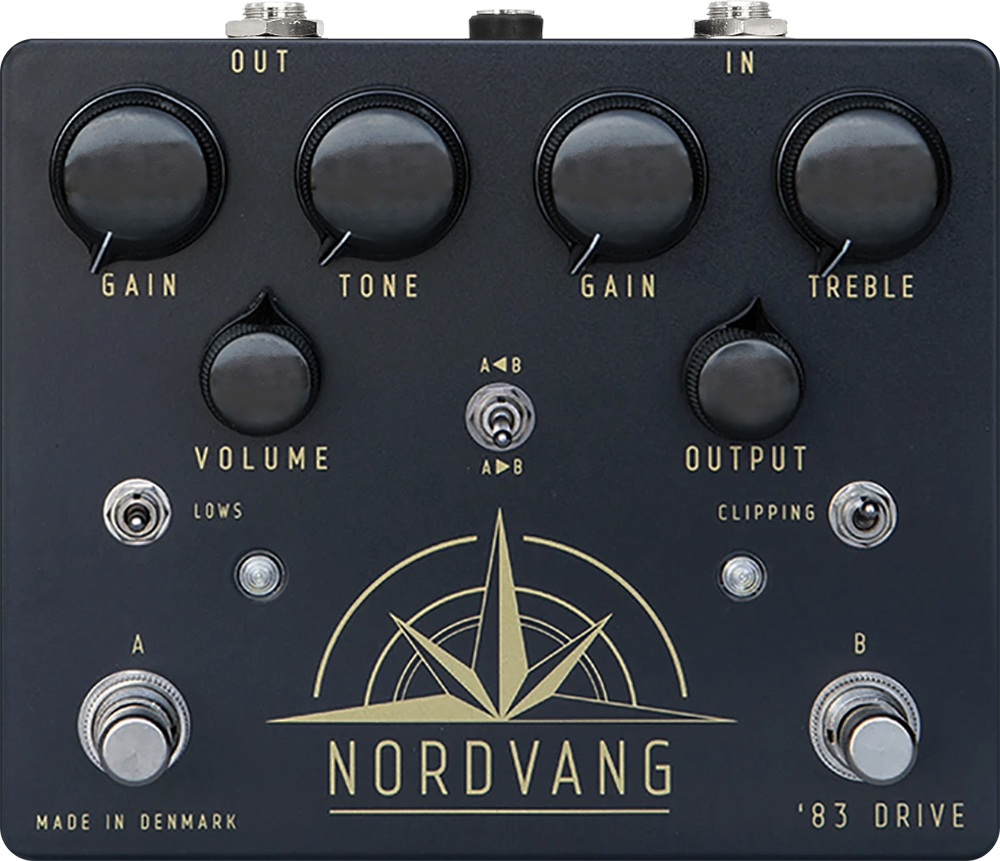 OUT IN
GAIN TONE GAIN TREBLE
A◀B
VOLUME A▶B OUTPUT
LOWS CLIPPING
A B
NORDVANG
MADE IN DENMARK '83 DRIVE